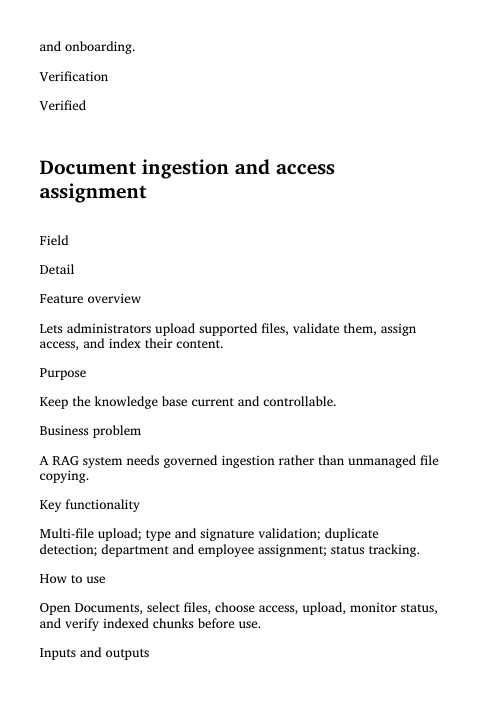 and onboarding.
Verification
Verified
Document ingestion and access
assignment
Field
Detail
Feature overview
Lets administrators upload supported files, validate them, assign
access, and index their content.
Purpose
Keep the knowledge base current and controllable.
Business problem
A RAG system needs governed ingestion rather than unmanaged file
copying.
Key functionality
Multi-file upload; type and signature validation; duplicate
detection; department and employee assignment; status tracking.
How to use
Open Documents, select files, choose access, upload, monitor status,
and verify indexed chunks before use.
Inputs and outputs